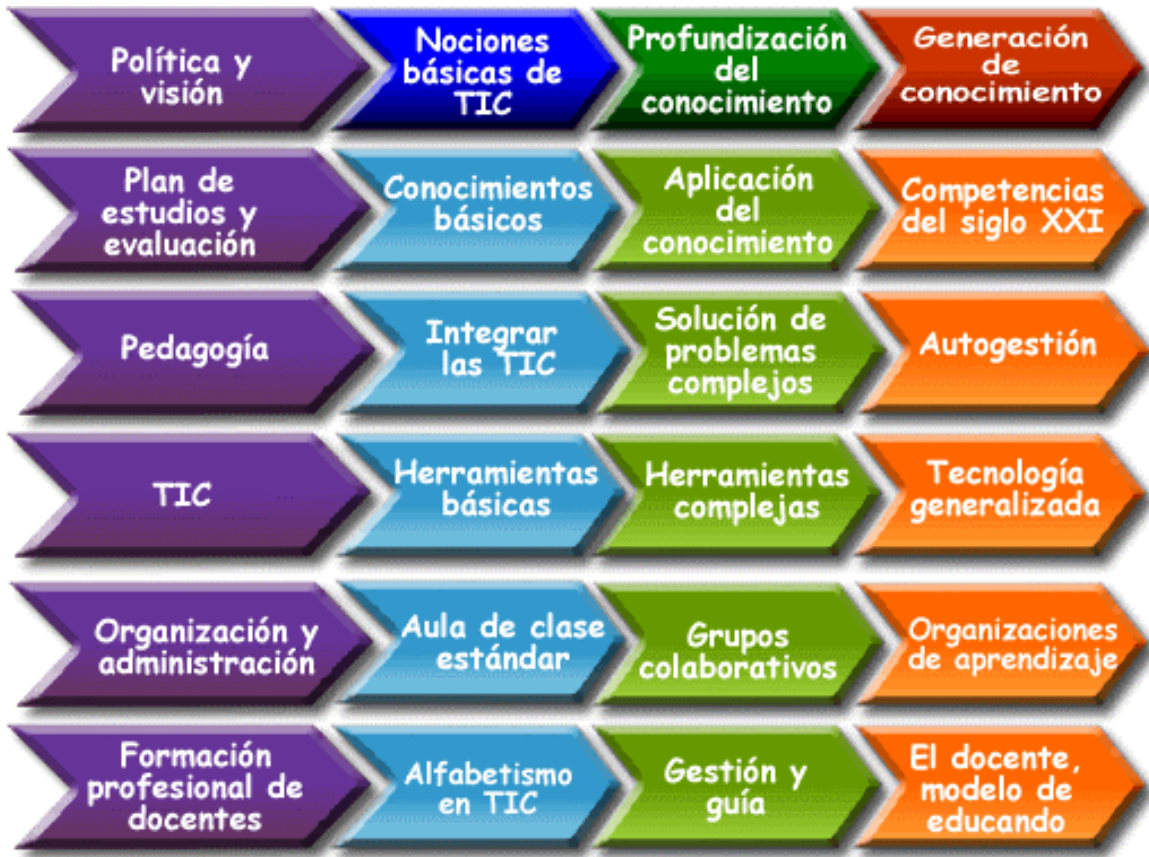 Política y
visión
Nociones
básicas de
TIC
Profundización
del
conocimiento
Generación
de
conocimiento
Plan de
estudios y
evaluación
Conocimientos
básicos
Aplicación
del
conocimiento
Competencias
del siglo XXI
Pedagogía
Integrar
las TIC
Solución de
problemas
complejos
Autogestión
TIC
Herramientas
básicas
Herramientas
complejas
Tecnología
generalizada
Organización y
administración
Aula de clase
estándar
Grupos
colaborativos
Organizaciones
de aprendizaje
Formación
profesional de
docentes
Alfabetismo
en TIC
Gestión y
guía
El docente,
modelo de
educando